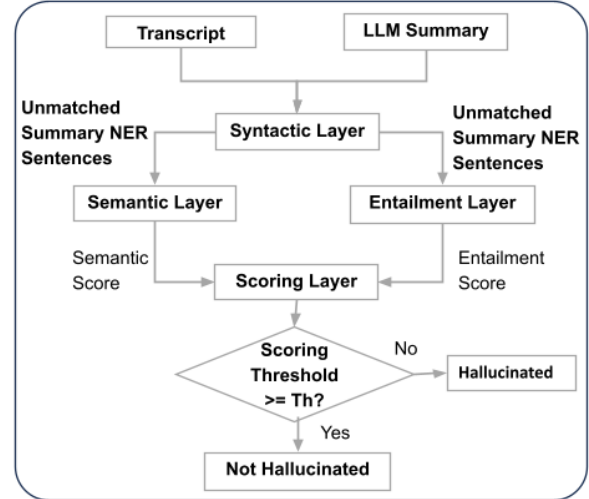 Transcript
LLM Summary
Unmatched
Summary NER
Sentences
Syntactic Layer
Unmatched
Summary NER
Sentences
Semantic Layer
Entailment Layer
Semantic
Score
Scoring Layer
Entailment
Score
Scoring
Threshold
>= Th?
No
Hallucinated
Yes
Not Hallucinated